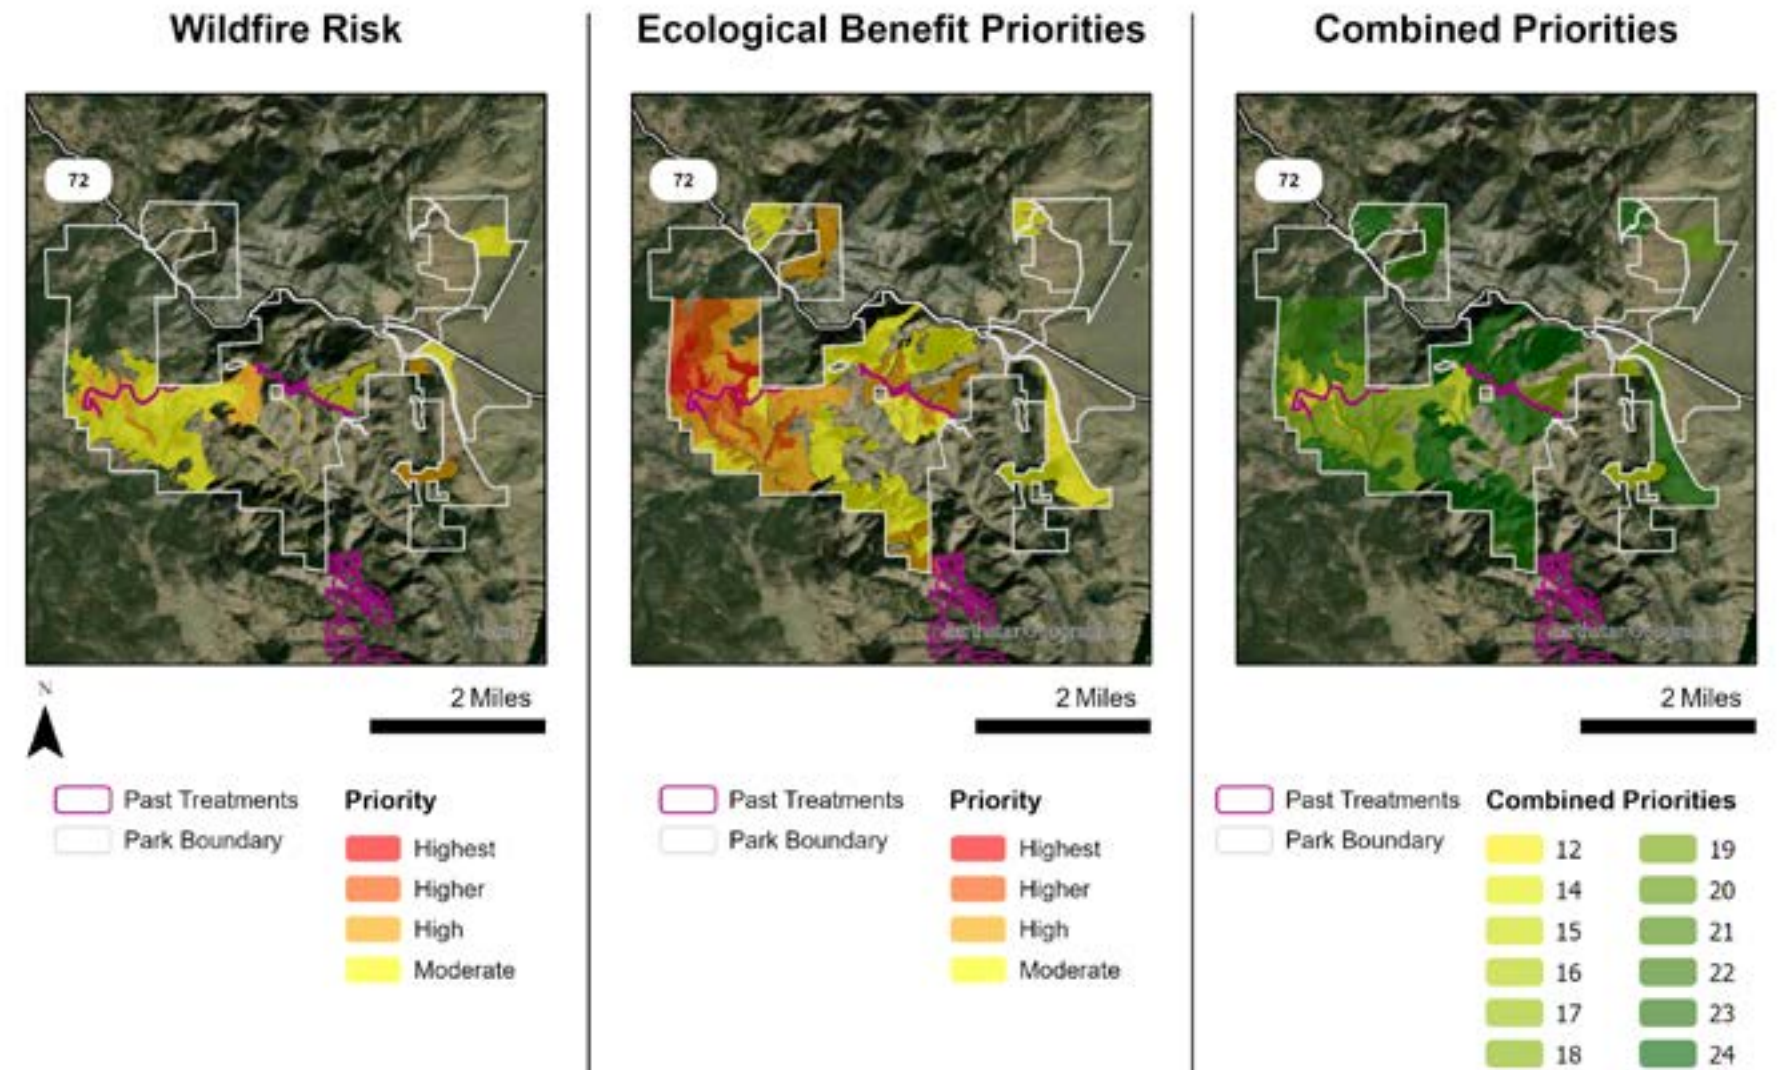 Wildfire Risk
72
2 Miles
N
Past Treatments
Park Boundary
Priority
Highest
Higher
High
Moderate
Ecological Benefit Priorities
72
2 Miles
Past Treatments
Park Boundary
Priority
Highest
Higher
High
Moderate
Combined Priorities
72
2 Miles
Past Treatments
Park Boundary
Combined Priorities
12
14
15
16
17
18
19
20
21
22
23
24